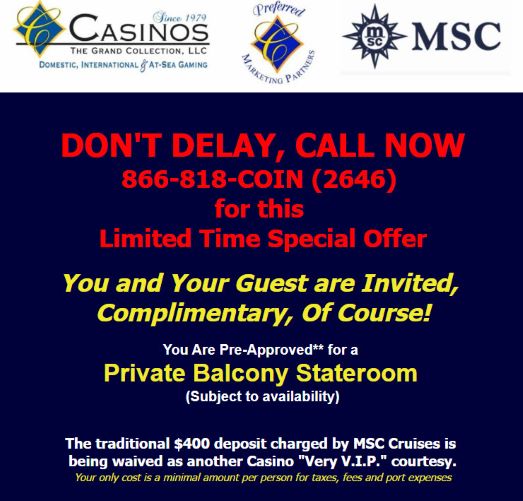 Since 1979
CASINOS
THE GRAND COLLECTION, LLC
DOMESTIC, INTERNATIONAL & AT-SEA GAMING
PREFERRED
MARKETING PARTNERS
msc
MSC
DON'T DELAY, CALL NOW
866-818-COIN (2646)
for this
Limited Time Special Offer
You and Your Guest are Invited,
Complimentary, Of Course!
You Are Pre-Approved** for a
Private Balcony Stateroom
(Subject to availability)
The traditional $400 deposit charged by MSC Cruises is
being waived as another Casino "Very V.I.P." courtesy.
Your only cost is a minimal amount per person for taxes, fees and port expenses